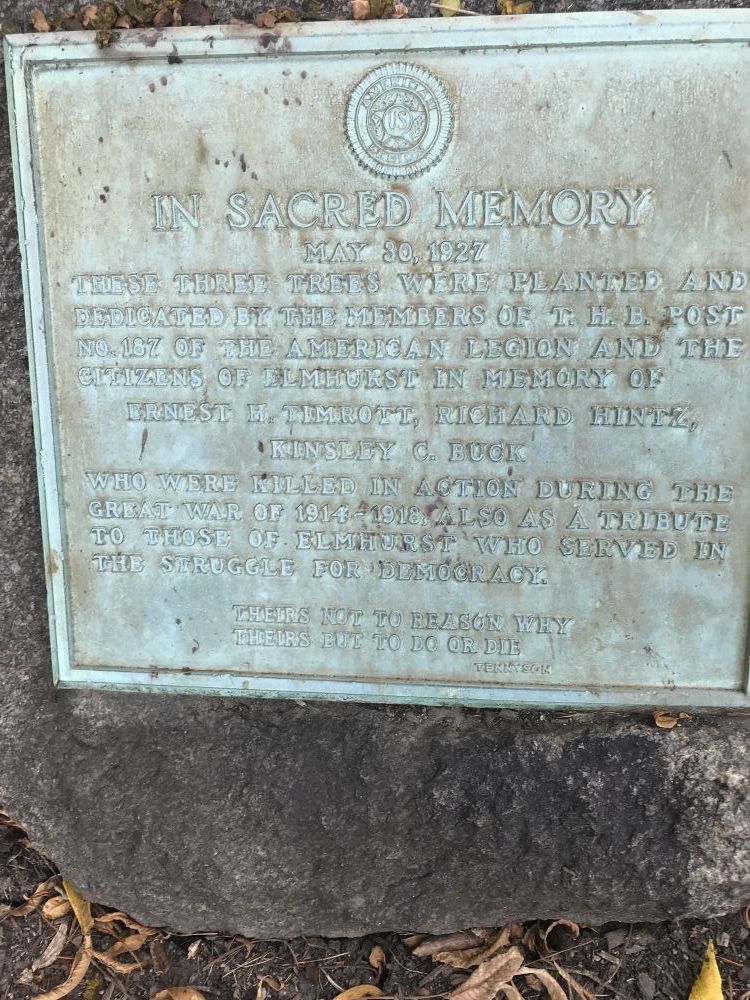 AMERICAN
US
LEGION
IN SACRED MEMORY
MAY 30, 1927
THESE THREE TREES WERE PLANTED AND
DEDICATED BY THE MEMBERS OF T. H. B. POST
NO. 187 OF THE AMERICAN LEGION AND THE
CITIZENS OF ELMHURST IN MEMORY OF
ERNEST H. TIMROTT, RICHARD HINTZ,
KINSLEY C. BUCK
WHO WERE KILLED IN ACTION DURING THE
GREAT WAR OF 1914-1918, ALSO AS A TRIBUTE
TO THOSE OF ELMHURST WHO SERVED IN
THE STRUGGLE FOR DEMOCRACY.
THEIRS NOT TO REASON WHY
THEIRS BUT TO DO OR DIE
TENNYSON